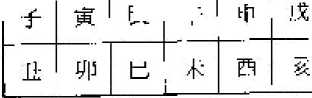 子 寅 申 戌
丑 卯 巳 未 酉 亥